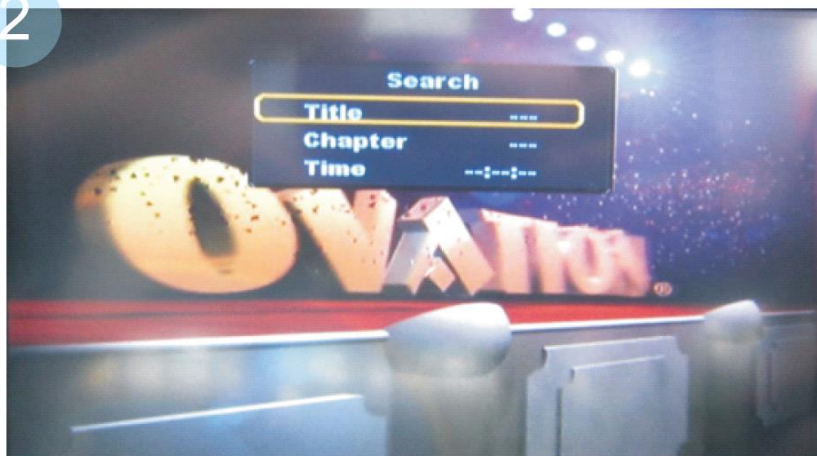 2
Search
Title ---
Chapter ---
Time --:--:--
OVATION®